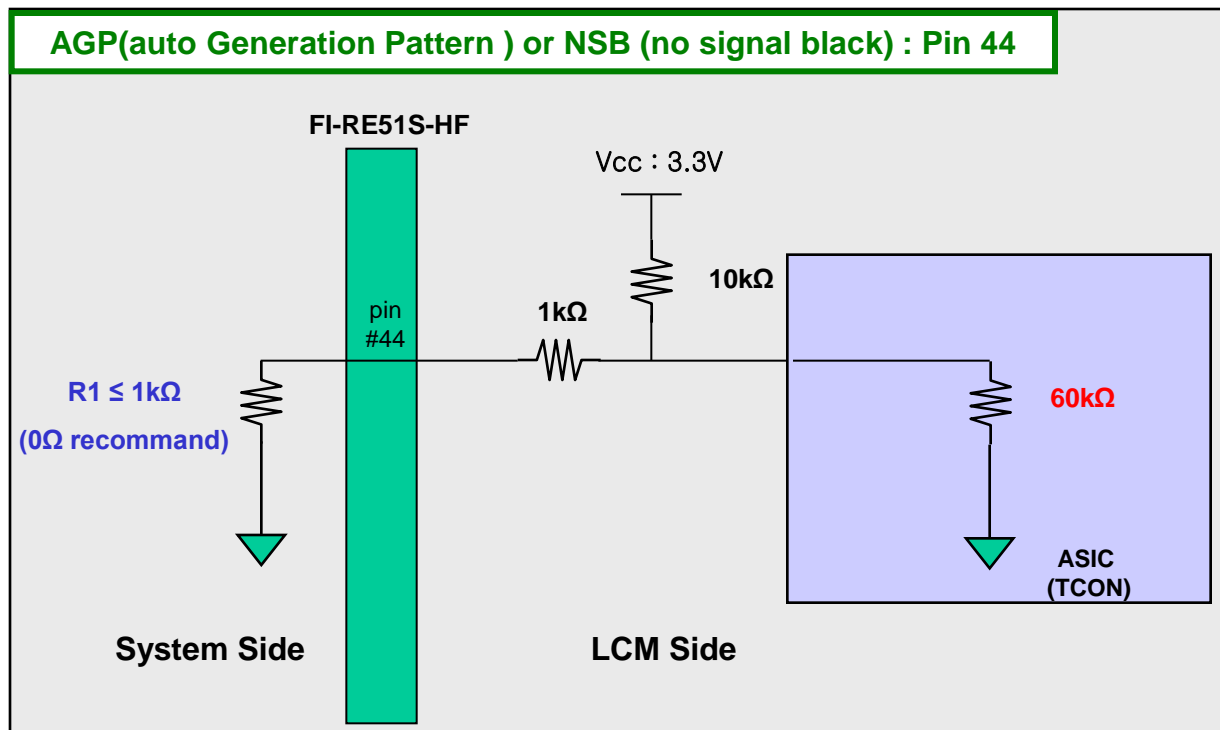 AGP(auto Generation Pattern ) or NSB (no signal black) : Pin 44
FI-RE51S-HF
Vcc : 3.3V
10kΩ
1kΩ
pin
#44
R1 ≤ 1kΩ
(0Ω recommand)
60kΩ
ASIC
(TCON)
System Side
LCM Side